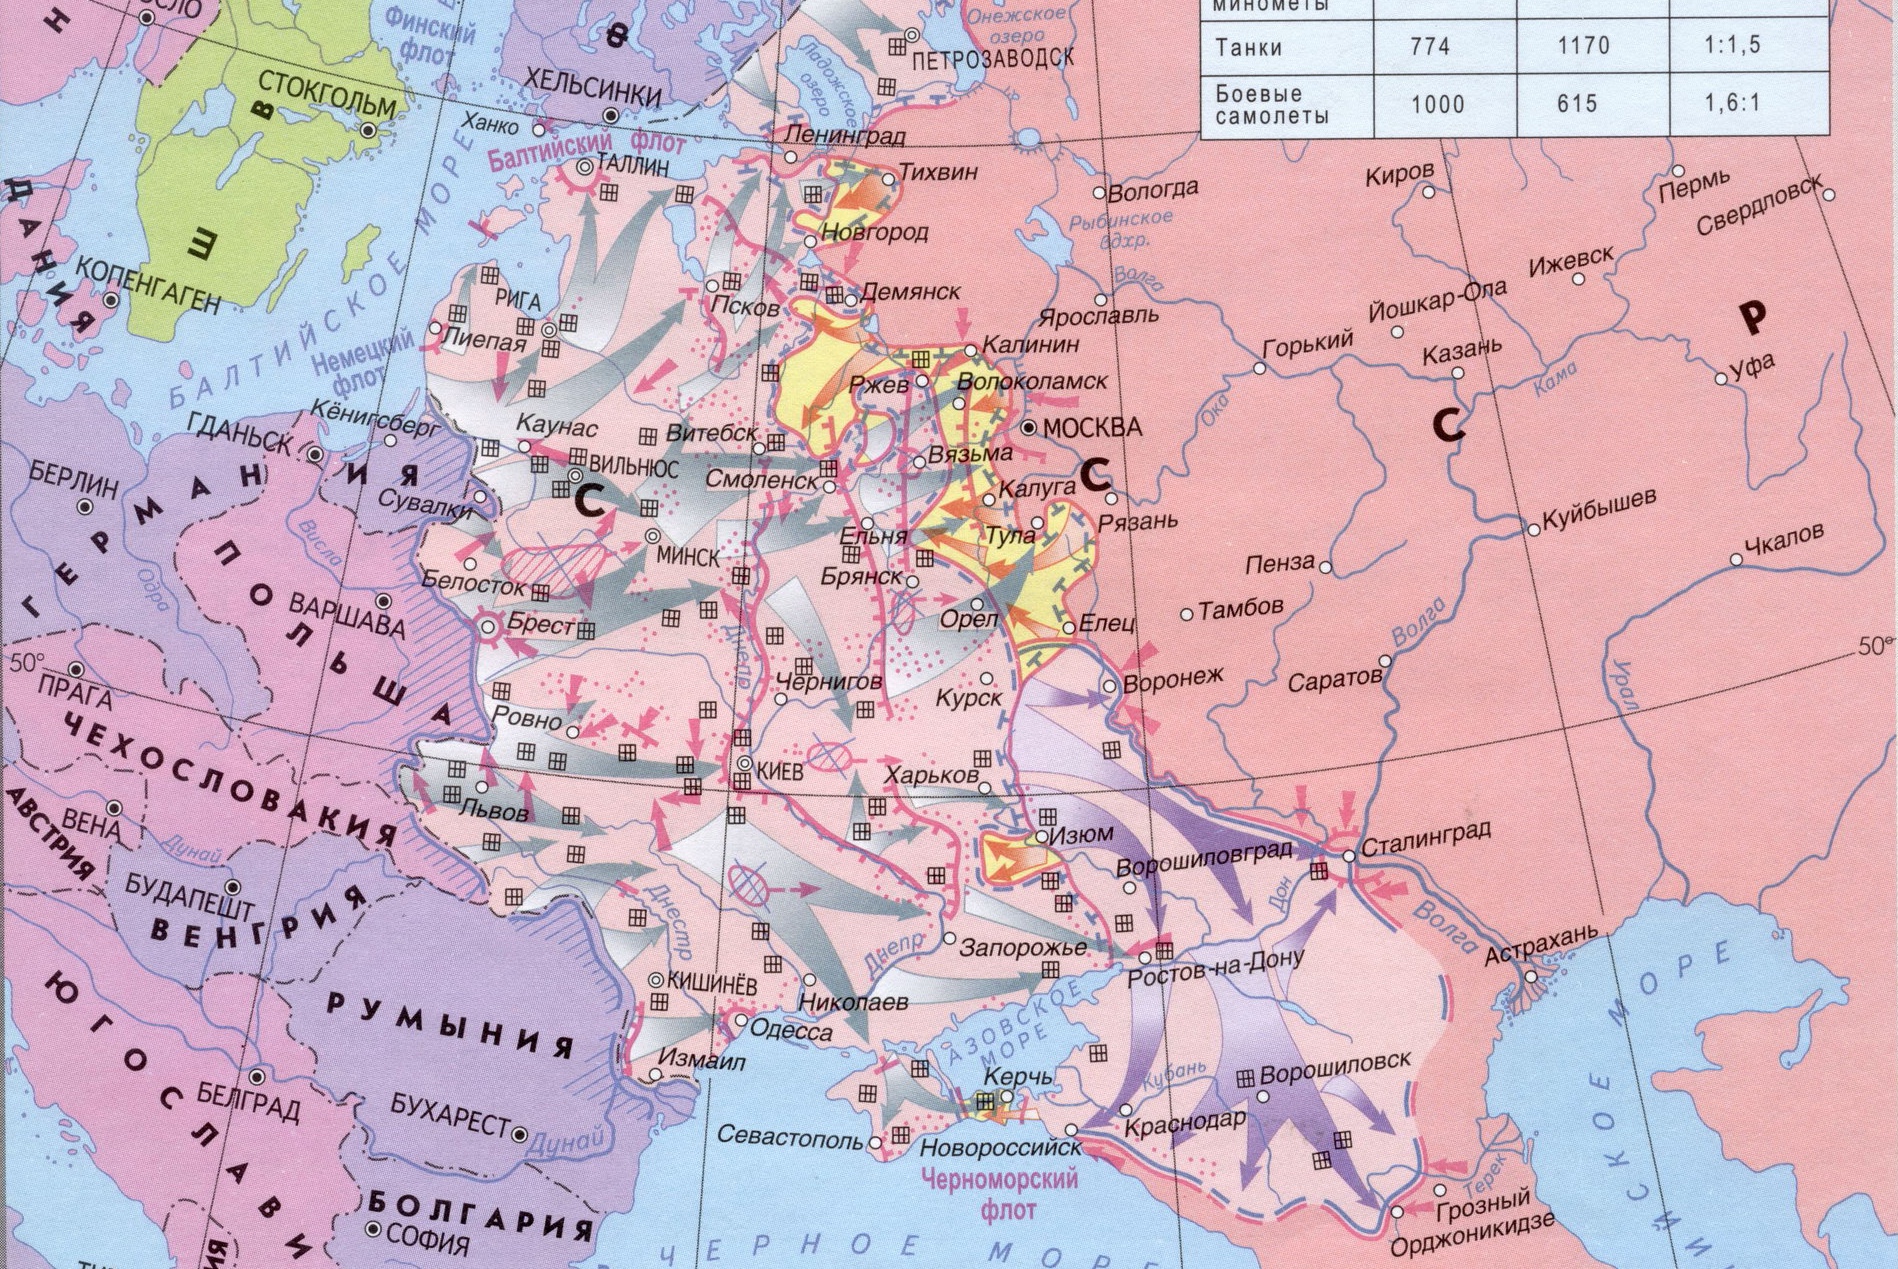 минометы
Танки 774 1170 1:1,5
Боевые самолеты 1000 615 1,6:1
Финский флот
Онежское озеро
ПЕТРОЗАВОДСК
Ладожское озеро
СТОКГОЛЬМ
ХЕЛЬСИНКИ
Ханко
Балтийский флот
Ленинград
ТАЛЛИН
Тихвин
Вологда
Киров
Пермь
Свердловск
Рыбинское вдхр.
ДАНИЯ
Ш В
КОПЕНГАГЕН
БАЛТИЙСКОЕ МОРЕ
Новгород
Волга
Ижевск
РИГА
Псков
Демянск
Йошкар-Ола
Лиепая
Ярославль
Немецкий флот
Калинин
Горький
Казань
Уфа
Кама
Ржев
Волоколамск
Ока
ГДАНЬСК
Кёнигсберг
Каунас
Витебск
МОСКВА
С С С Р
БЕРЛИН
ГЕРМАНИЯ
ВИЛЬНЮС
Вязьма
Смоленск
Сувалки
Калуга
Рязань
Куйбышев
Висла
Ельня
Тула
Чкалов
МИНСК
Пенза
Одра
Белосток
Брянск
ПОЛЬША
ВАРШАВА
Брест
Орел
Елец
Тамбов
Волга
Днепр
50°
50°
ПРАГА
Чернигов
Курск
Воронеж
Саратов
Урал
Ровно
ЧЕХОСЛОВАКИЯ
КИЕВ
Харьков
АВСТРИЯ
ВЕНА
Львов
Изюм
Сталинград
Дунай
Ворошиловград
БУДАПЕШТ
ВЕНГРИЯ
Днестр
Дон
Волга
Запорожье
Днепр
Астрахань
Ростов-на-Дону
КИШИНЁВ
Николаев
РУМЫНИЯ
Одесса
АЗОВСКОЕ МОРЕ
Измаил
Керчь
Кубань
Ворошиловск
ЮГОСЛАВИ
БЕЛГРАД
БУХАРЕСТ
Дунай
Краснодар
Севастополь
Новороссийск
Черноморский флот
Терек
Грозный
Орджоникидзе
БОЛГАРИЯ
СОФИЯ
ЧЕРНОЕ МОР